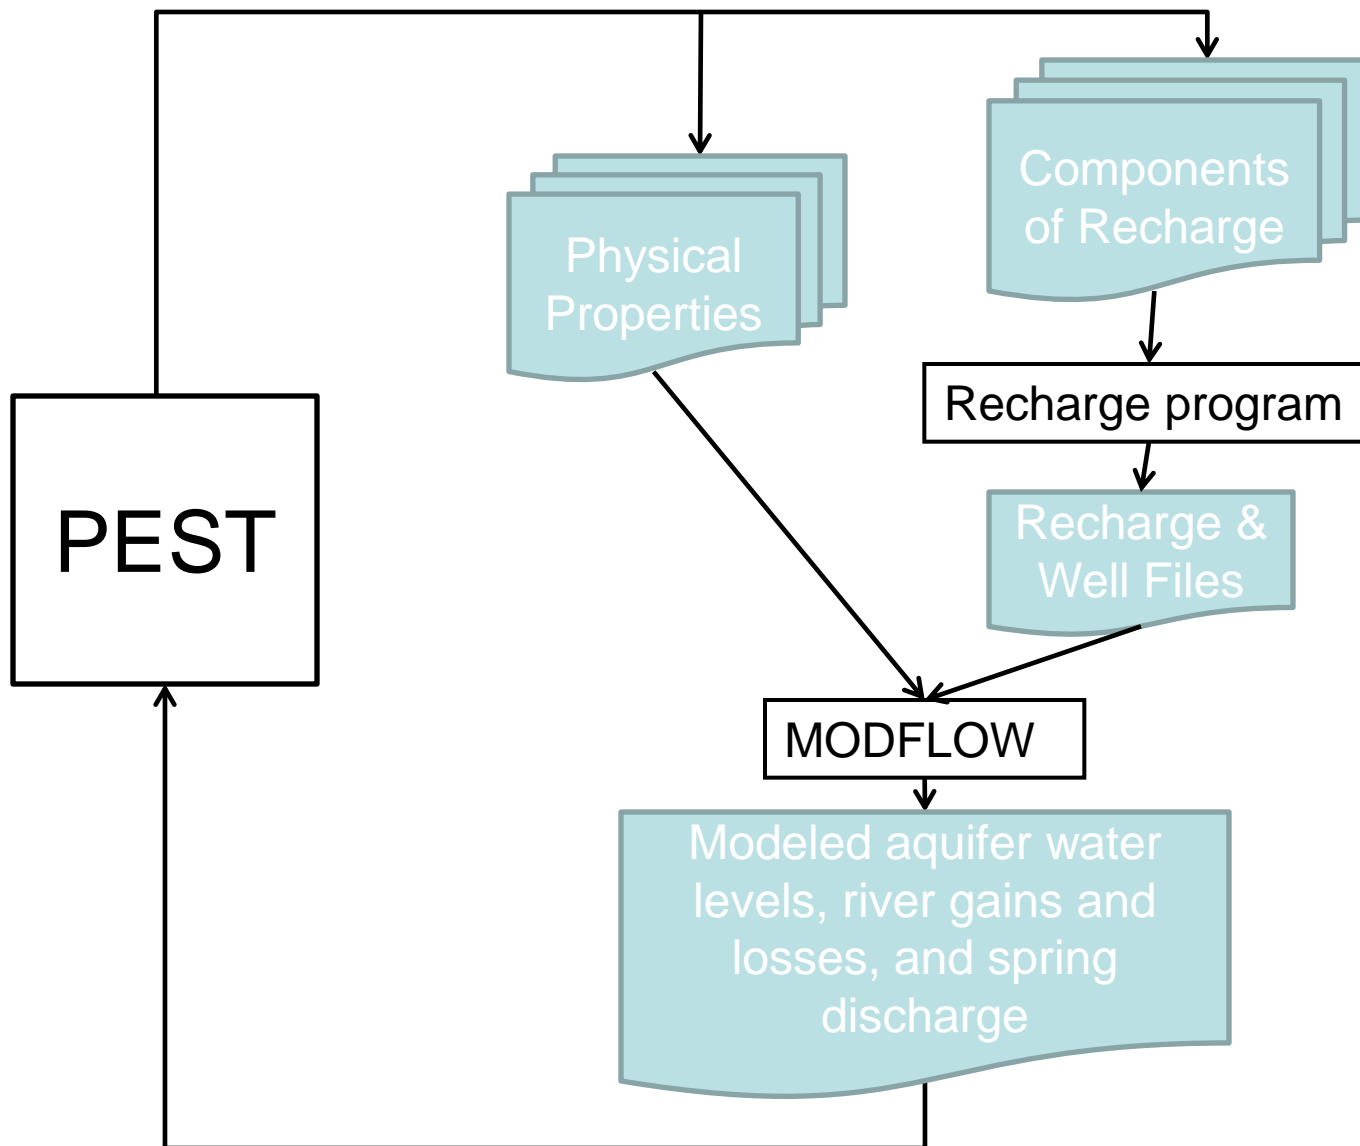 Components
of Recharge
Physical
Properties
Recharge program
PEST
Recharge &
Well Files
MODFLOW
Modeled aquifer water
levels, river gains and
losses, and spring
discharge